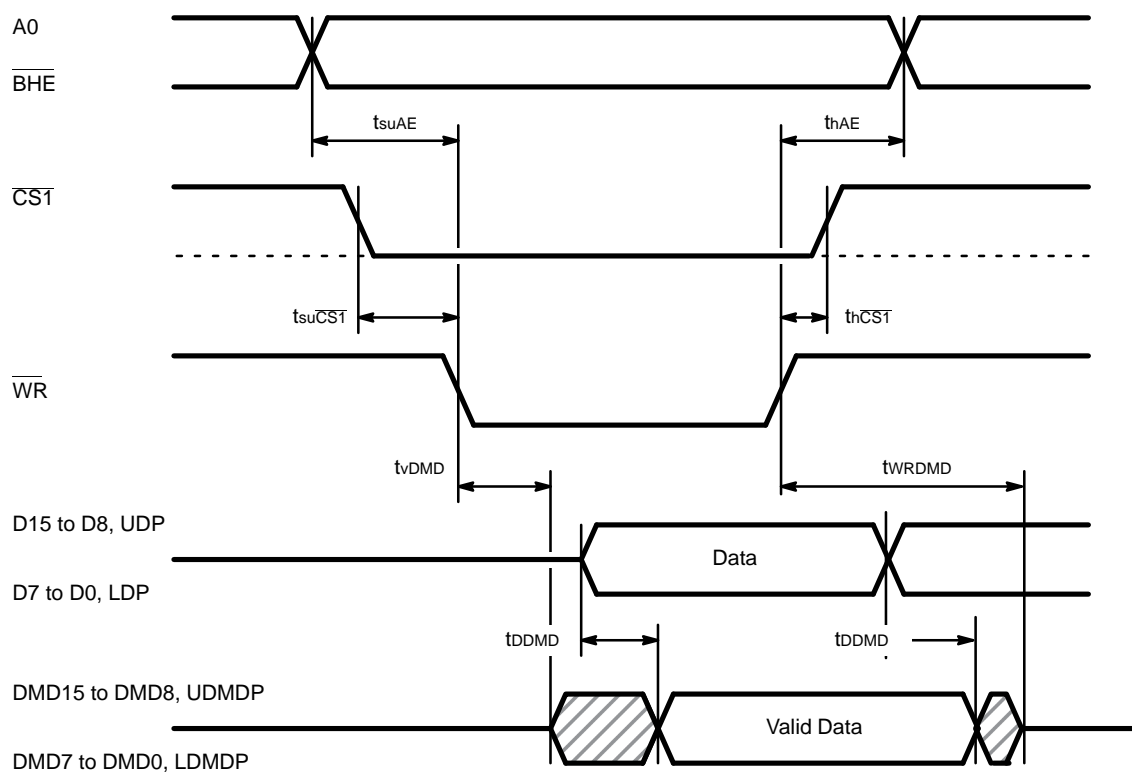 A0
BHE
tsuAE
thAE
CS1
tsuCS1
thCS1
WR
tvDMD
tWRDMD
D15 to D8, UDP
Data
D7 to D0, LDP
tDDMD
tDDMD
DMD15 to DMD8, UDMDP
Valid Data
DMD7 to DMD0, LDMDP